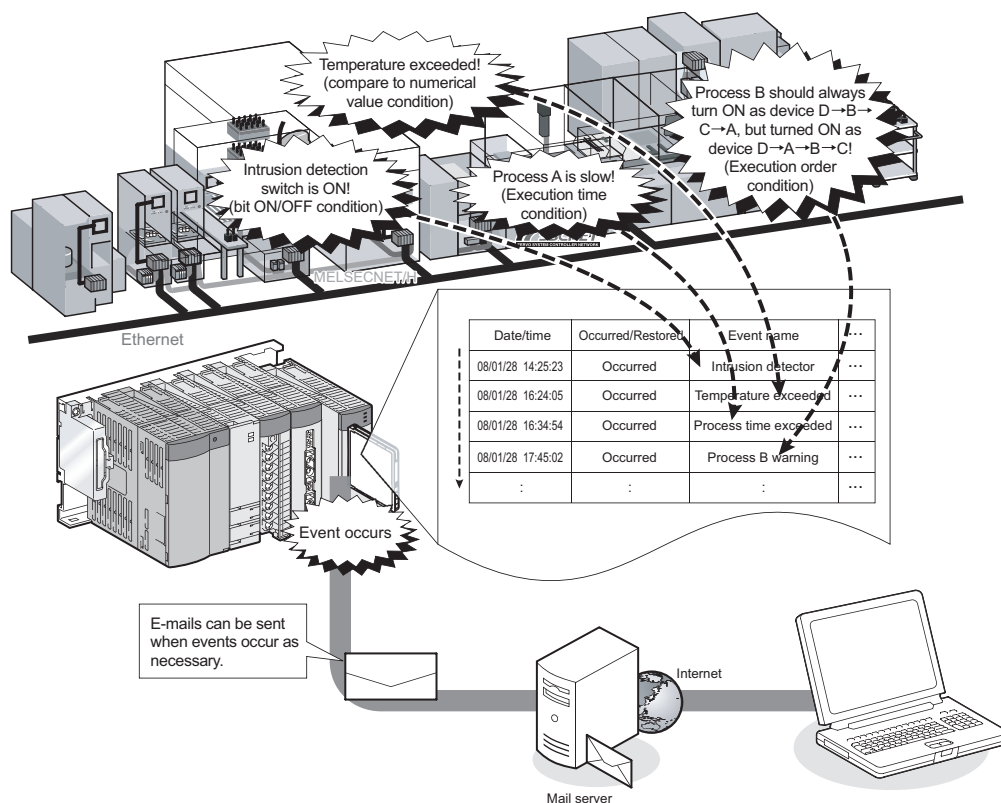 Temperature exceeded!
(compare to numerical
value condition)
Process B should always
turn ON as device D→B→
C→A, but turned ON as
device D→A→B→C!
(Execution order
condition)
Intrusion detection
switch is ON!
(bit ON/OFF condition)
Process A is slow!
(Execution time
condition)
SERVO SYSTEM CONTROLLER NETWORK
MELSECNET/H
Ethernet
Date/time Occurred/Restored Event name ...
08/01/28 14:25:23 Occurred Intrusion detector ...
08/01/28 16:24:05 Occurred Temperature exceeded ...
08/01/28 16:34:54 Occurred Process time exceeded ...
08/01/28 17:45:02 Occurred Process B warning ...
: : : ...
Event occurs
E-mails can be sent
when events occur as
necessary.
Internet
Mail server